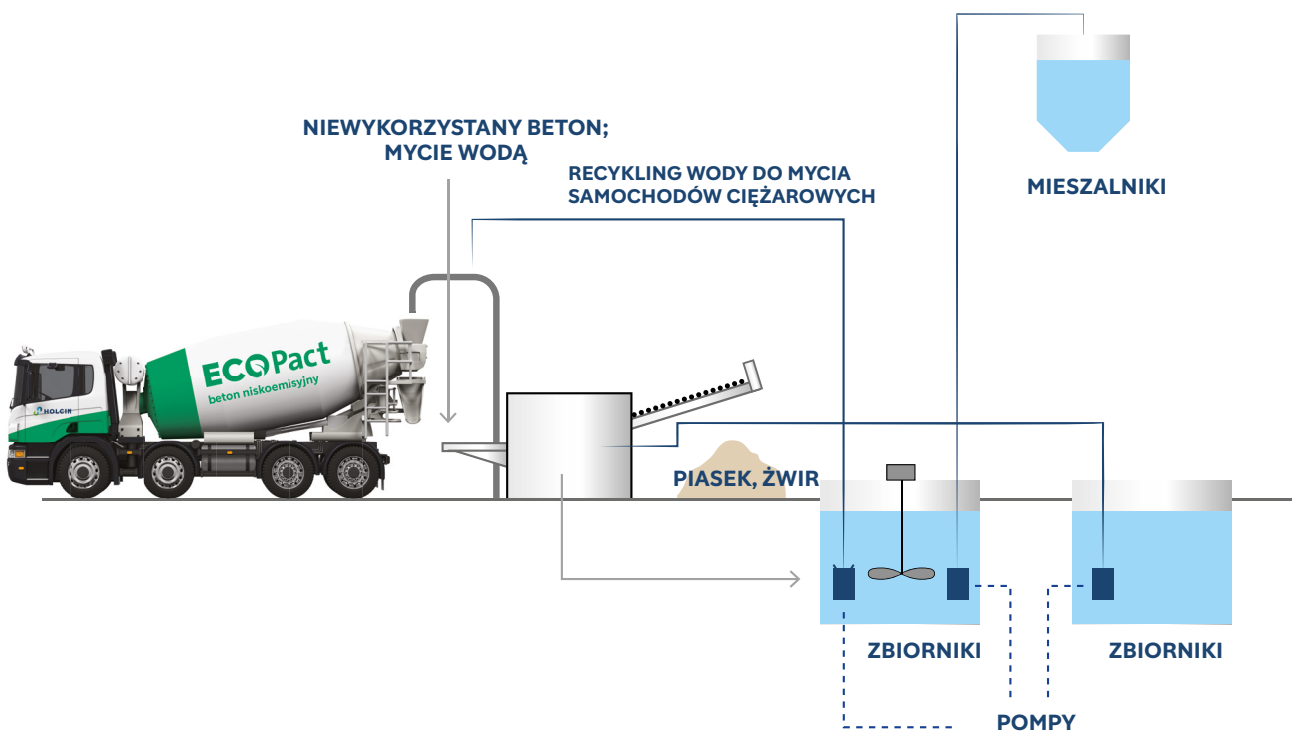 NIEWYKORZYSTANY BETON;
MYCIE WODĄ
RECYKLING WODY DO MYCIA
SAMOCHODÓW CIĘŻAROWYCH
MIESZALNIKI
ECOPact
beton niskoemisyjny
HOLCIM
PIASEK, ŻWIR
ZBIORNIKI
ZBIORNIKI
POMPY